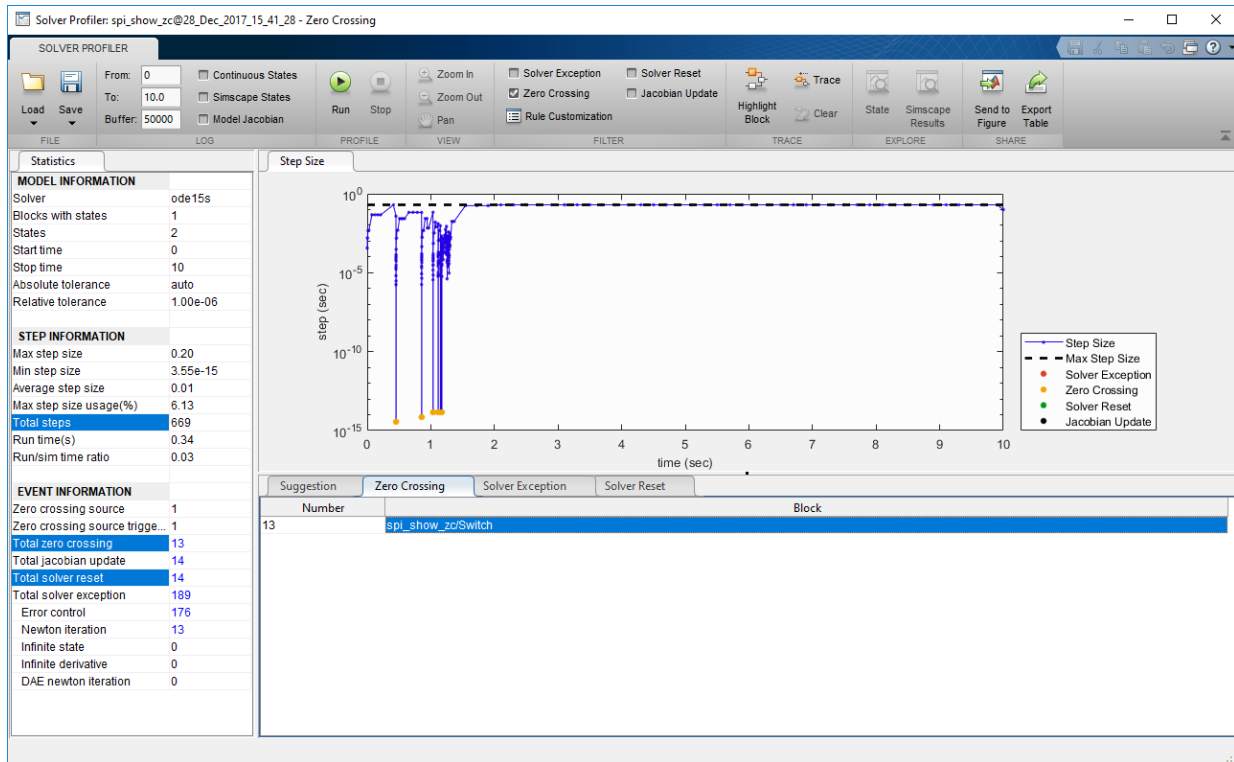 Solver Profiler: spi_show_zc@28_Dec_2017_15_41_28 - Zero Crossing
SOLVER PROFILER
Load
Save
From: 0
To: 10.0
Buffer: 50000
Continuous States
Simscape States
Model Jacobian
Run
Stop
Zoom In
Zoom Out
Pan
Solver Exception
Solver Reset
Zero Crossing
Jacobian Update
Rule Customization
Highlight
Block
Trace
Clear
State
Simscape
Results
Send to
Figure
Export
Table
FILE
LOG
PROFILE
VIEW
FILTER
TRACE
EXPLORE
SHARE
Statistics
MODEL INFORMATION
Solver ode15s
Blocks with states 1
States 2
Start time 0
Stop time 10
Absolute tolerance auto
Relative tolerance 1.00e-06
STEP INFORMATION
Max step size 0.20
Min step size 3.55e-15
Average step size 0.01
Max step size usage(%) 6.13
Total steps 669
Run time(s) 0.34
Run/sim time ratio 0.03
EVENT INFORMATION
Zero crossing source 1
Zero crossing source trigge... 1
Total zero crossing 13
Total jacobian update 14
Total solver reset 14
Total solver exception 189
Error control 176
Newton iteration 13
Infinite state 0
Infinite derivative 0
DAE newton iteration 0
Step Size
10^0
10^-5
10^-10
10^-15
step (sec)
0 1 2 3 4 5 6 7 8 9 10
time (sec)
Step Size
Max Step Size
Solver Exception
Zero Crossing
Solver Reset
Jacobian Update
Suggestion
Zero Crossing
Solver Exception
Solver Reset
Number Block
13 spi_show_zc/Switch